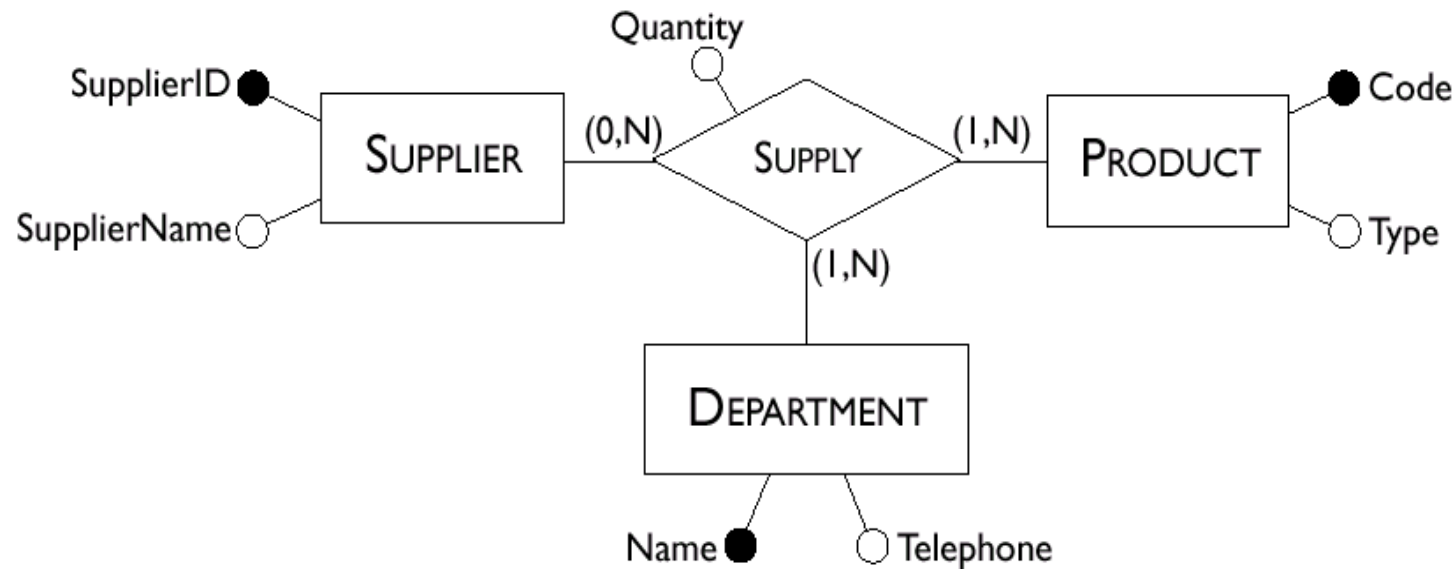 Quantity
SupplierID
Code
(0,N)
(1,N)
SUPPLIER
SUPPLY
PRODUCT
SupplierName
Type
(1,N)
DEPARTMENT
Name
Telephone